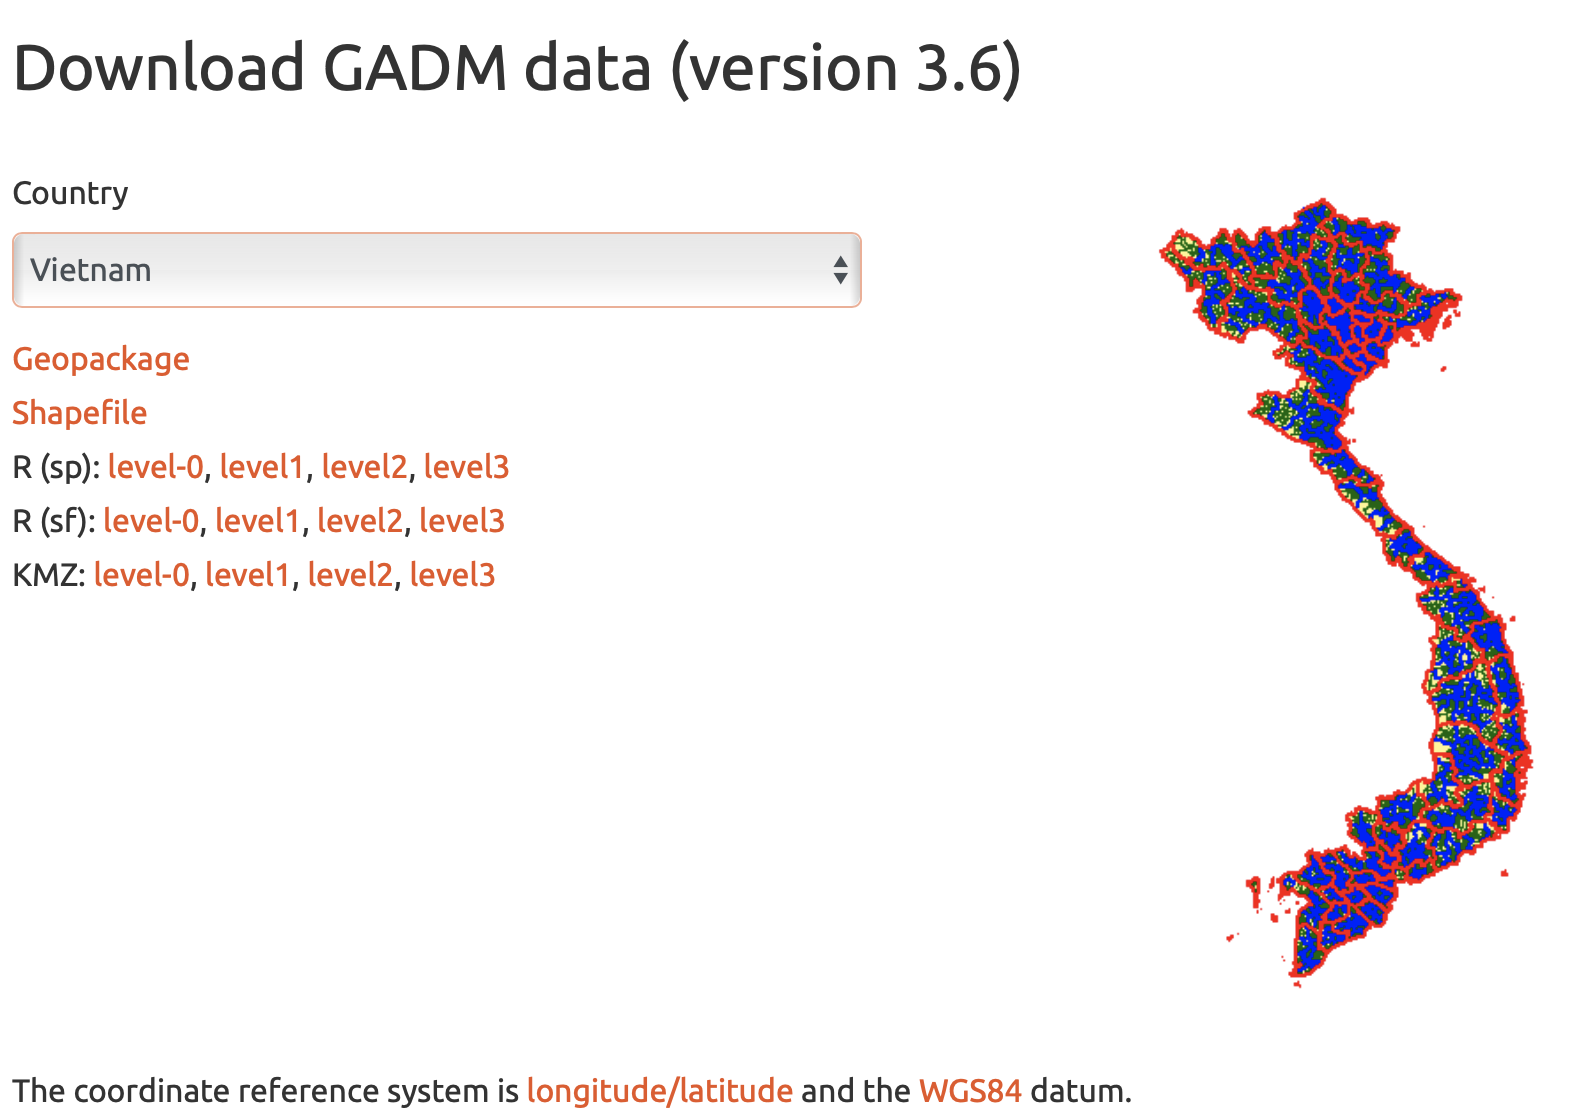 Download GADM data (version 3.6)
Country
Vietnam
Geopackage
Shapefile
R (sp): level-0, level1, level2, level3
R (sf): level-0, level1, level2, level3
KMZ: level-0, level1, level2, level3
The coordinate reference system is longitude/latitude and the WGS84 datum.